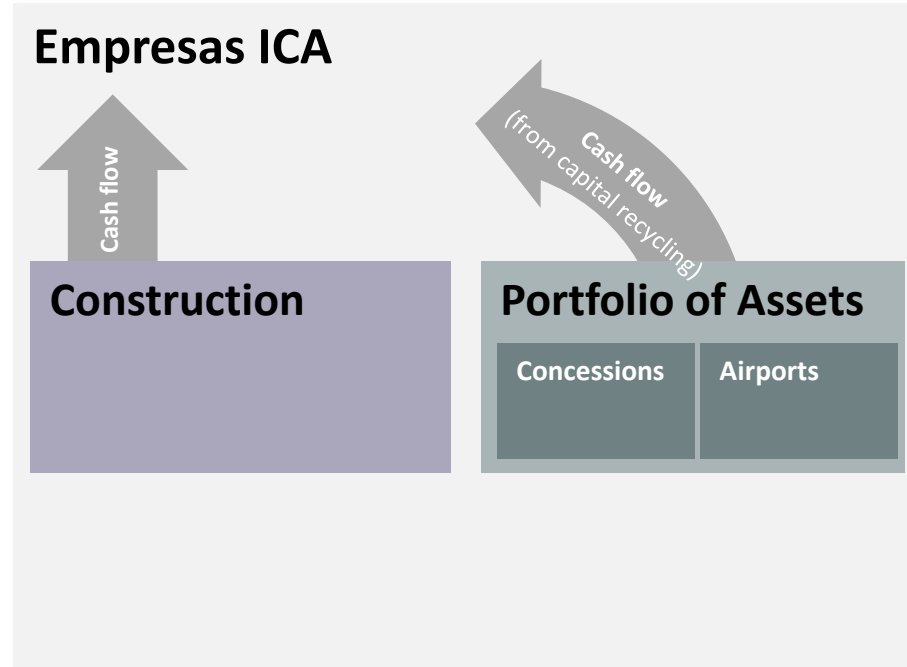 Empresas ICA
Cash flow
Cash flow
(from capital recycling)
Construction
Portfolio of Assets
Concessions
Airports